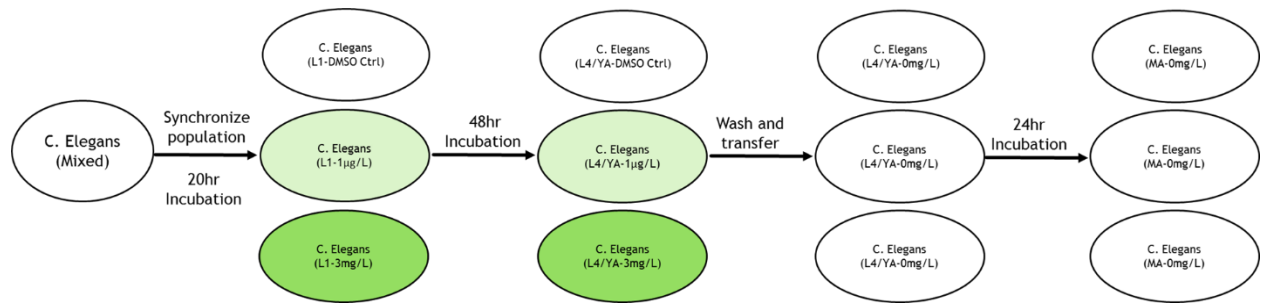 C. Elegans
(Mixed)
Synchronize
population
20hr
Incubation
C. Elegans
(L1-DMSO Ctrl)
C. Elegans
(L1-1µg/L)
C. Elegans
(L1-3mg/L)
48hr
Incubation
C. Elegans
(L4/YA-DMSO Ctrl)
C. Elegans
(L4/YA-1µg/L)
C. Elegans
(L4/YA-3mg/L)
Wash and
transfer
C. Elegans
(L4/YA-0mg/L)
C. Elegans
(L4/YA-0mg/L)
C. Elegans
(L4/YA-0mg/L)
24hr
Incubation
C. Elegans
(MA-0mg/L)
C. Elegans
(MA-0mg/L)
C. Elegans
(MA-0mg/L)